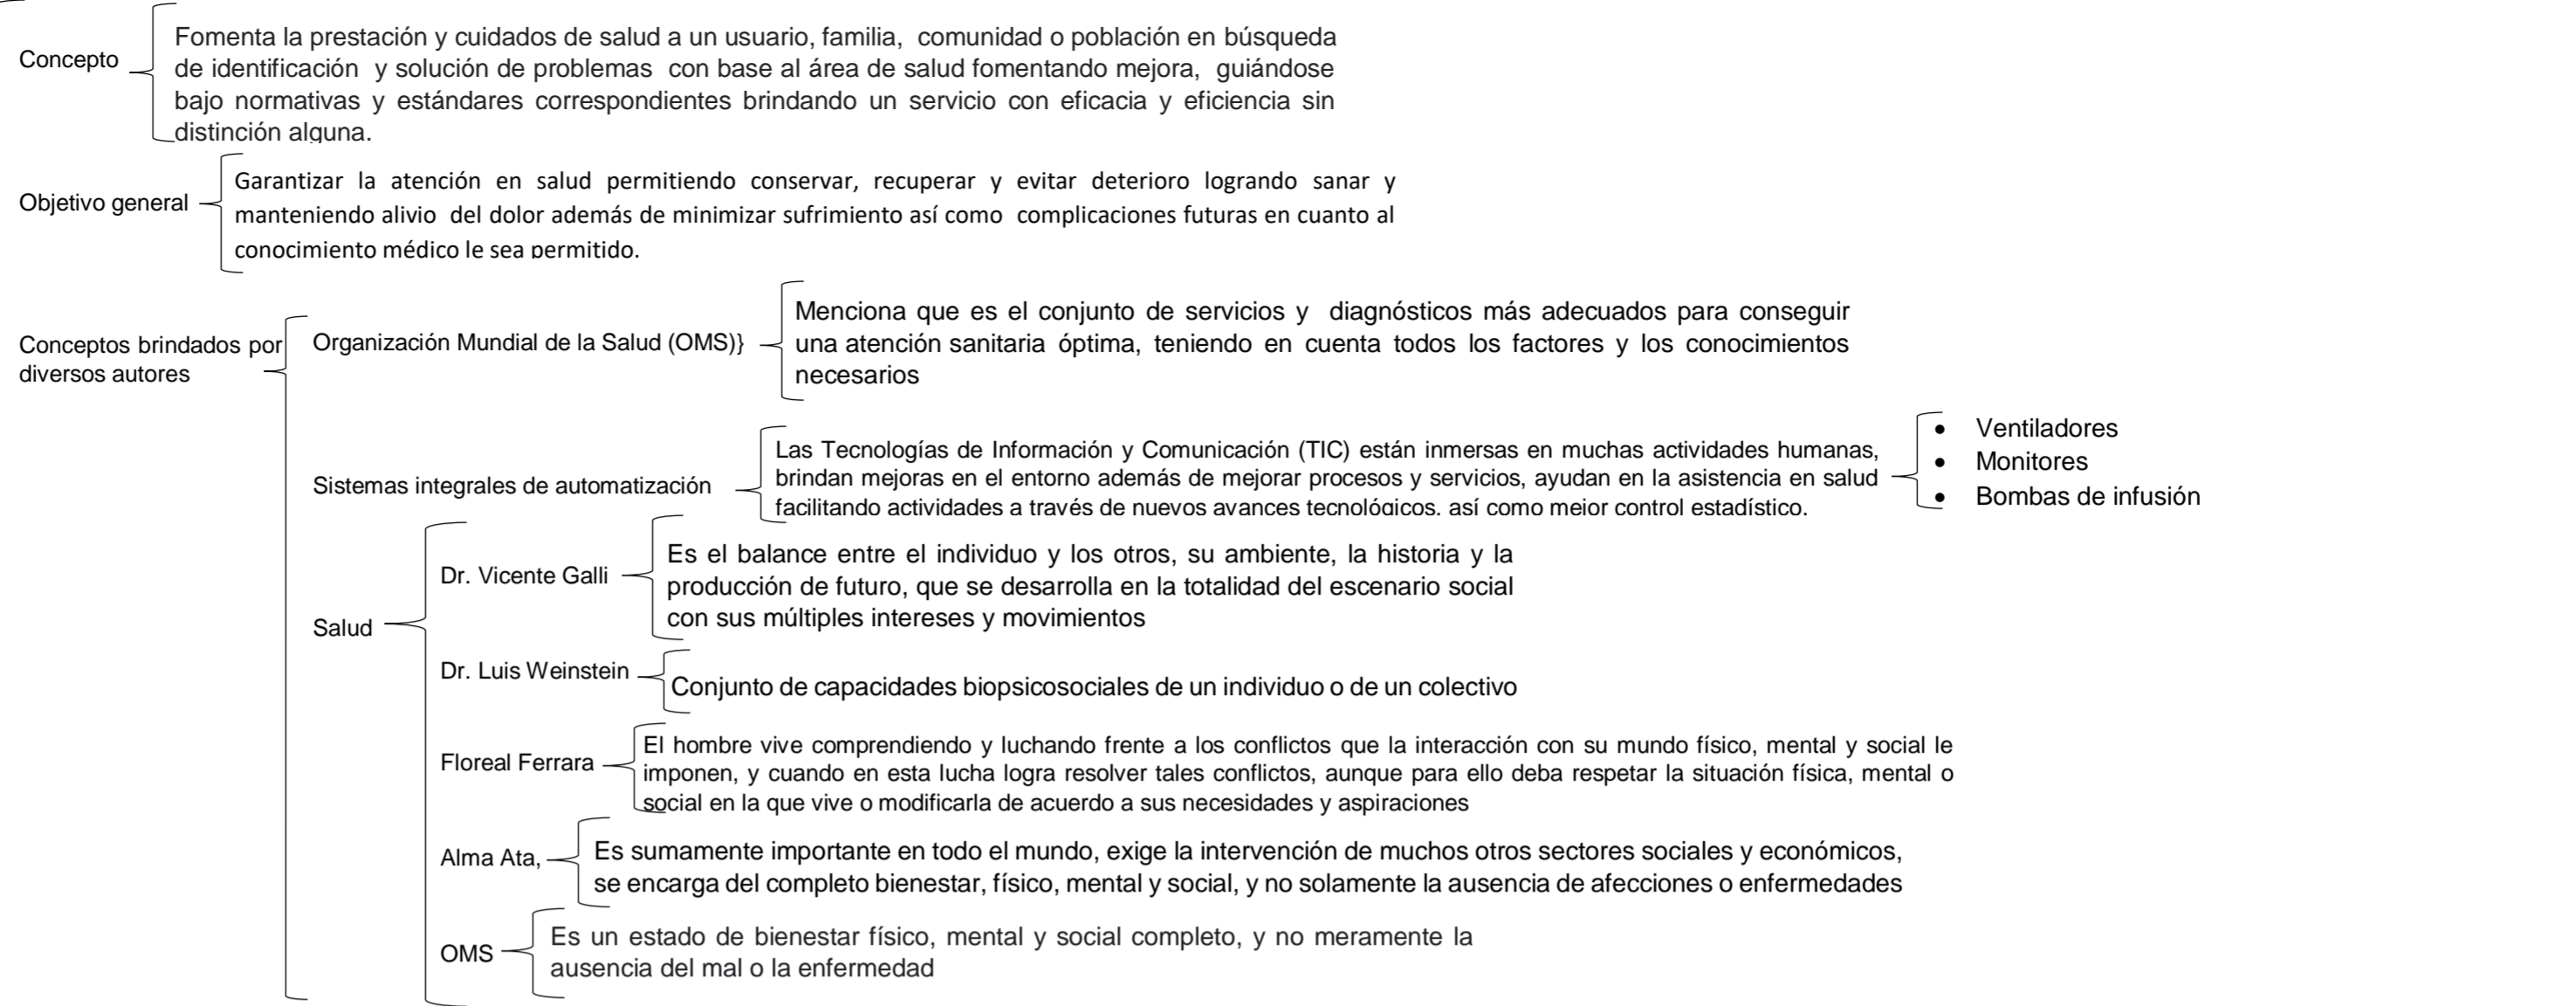 Concepto
Fomenta la prestación y cuidados de salud a un usuario, familia, comunidad o población en búsqueda
de identificación y solución de problemas con base al área de salud fomentando mejora, guiándose
bajo normativas y estándares correspondientes brindando un servicio con eficacia y eficiencia sin
distinción alguna.
Objetivo general
Garantizar la atención en salud permitiendo conservar, recuperar y evitar deterioro logrando sanar y
manteniendo alivio del dolor además de minimizar sufrimiento así como complicaciones futuras en cuanto al
conocimiento médico le sea permitido.
Conceptos brindados por
diversos autores
Organización Mundial de la Salud (OMS)}
Menciona que es el conjunto de servicios y diagnósticos más adecuados para conseguir
una atención sanitaria óptima, teniendo en cuenta todos los factores y los conocimientos
necesarios
Sistemas integrales de automatización
Las Tecnologías de Información y Comunicación (TIC) están inmersas en muchas actividades humanas,
brindan mejoras en el entorno además de mejorar procesos y servicios, ayudan en la asistencia en salud
facilitando actividades a través de nuevos avances tecnológicos. así como mejor control estadístico.
• Ventiladores
• Monitores
• Bombas de infusión
Salud
Dr. Vicente Galli
Es el balance entre el individuo y los otros, su ambiente, la historia y la
producción de futuro, que se desarrolla en la totalidad del escenario social
con sus múltiples intereses y movimientos
Dr. Luis Weinstein
Conjunto de capacidades biopsicosociales de un individuo o de un colectivo
Floreal Ferrara
El hombre vive comprendiendo y luchando frente a los conflictos que la interacción con su mundo físico, mental y social le
imponen, y cuando en esta lucha logra resolver tales conflictos, aunque para ello deba respetar la situación física, mental o
social en la que vive o modificarla de acuerdo a sus necesidades y aspiraciones
Alma Ata,
Es sumamente importante en todo el mundo, exige la intervención de muchos otros sectores sociales y económicos,
se encarga del completo bienestar, físico, mental y social, y no solamente la ausencia de afecciones o enfermedades
OMS
Es un estado de bienestar físico, mental y social completo, y no meramente la
ausencia del mal o la enfermedad